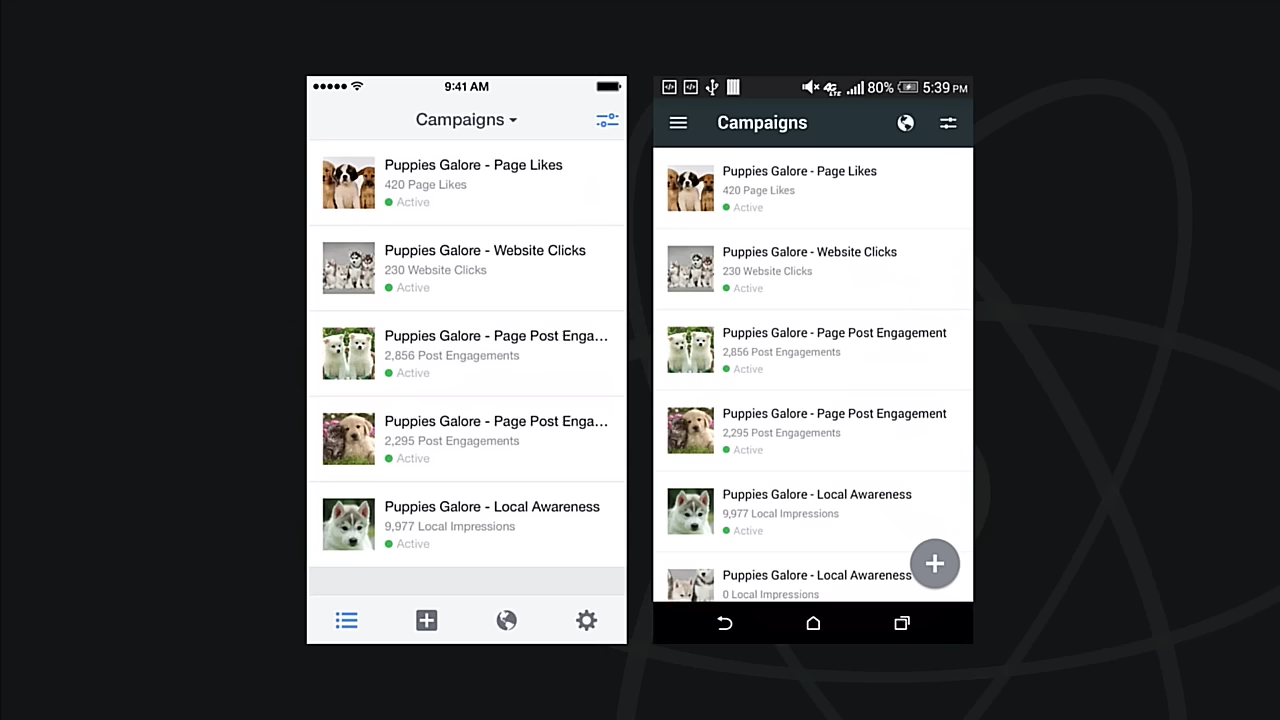 9:41 AM
Campaigns
Puppies Galore - Page Likes
420 Page Likes
Active
Puppies Galore - Website Clicks
230 Website Clicks
Active
Puppies Galore - Page Post Enga...
2,856 Post Engagements
Active
Puppies Galore - Page Post Enga...
2,295 Post Engagements
Active
Puppies Galore - Local Awareness
9,977 Local Impressions
Active
4G LTE 80% 5:39 PM
Campaigns
Puppies Galore - Page Likes
420 Page Likes
Active
Puppies Galore - Website Clicks
230 Website Clicks
Active
Puppies Galore - Page Post Engagement
2,856 Post Engagements
Active
Puppies Galore - Page Post Engagement
2,295 Post Engagements
Active
Puppies Galore - Local Awareness
9,977 Local Impressions
Active
Puppies Galore - Local Awareness
0 Local Impressions